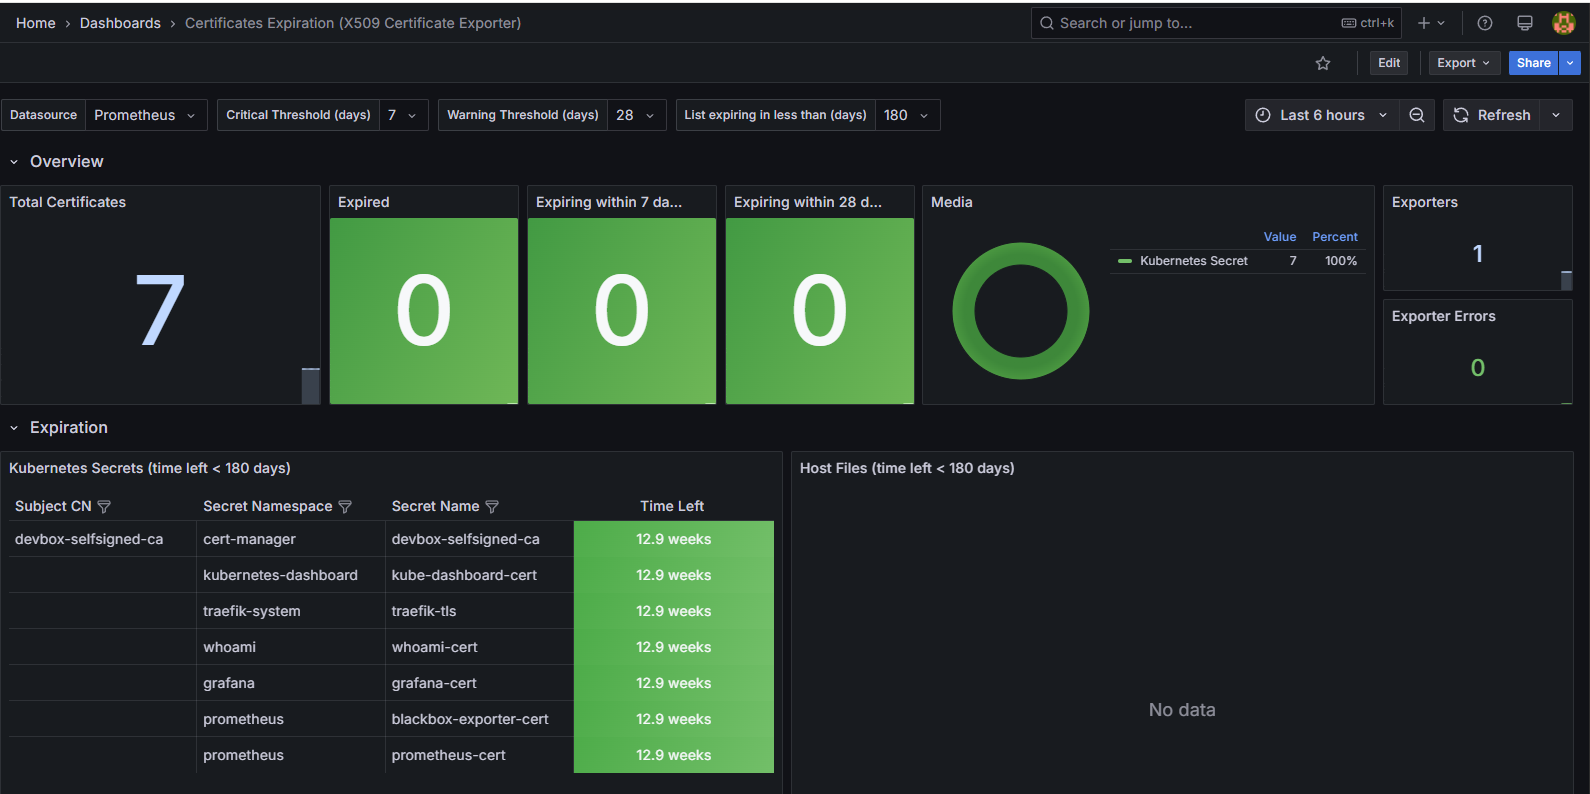 Home › Dashboards › Certificates Expiration (X509 Certificate Exporter)
Search or jump to... ctrl+k
Edit Export Share
Datasource Prometheus Critical Threshold (days) 7 Warning Threshold (days) 28 List expiring in less than (days) 180 Last 6 hours Refresh
Overview
Total Certificates
7
Expired
0
Expiring within 7 da...
0
Expiring within 28 d...
0
Media
Value Percent
Kubernetes Secret 7 100%
Exporters
1
Exporter Errors
0
Expiration
Kubernetes Secrets (time left < 180 days)
Subject CN Secret Namespace Secret Name Time Left
devbox-selfsigned-ca cert-manager devbox-selfsigned-ca 12.9 weeks
kubernetes-dashboard kube-dashboard-cert 12.9 weeks
traefik-system traefik-tls 12.9 weeks
whoami whoami-cert 12.9 weeks
grafana grafana-cert 12.9 weeks
prometheus blackbox-exporter-cert 12.9 weeks
prometheus prometheus-cert 12.9 weeks
Host Files (time left < 180 days)
No data